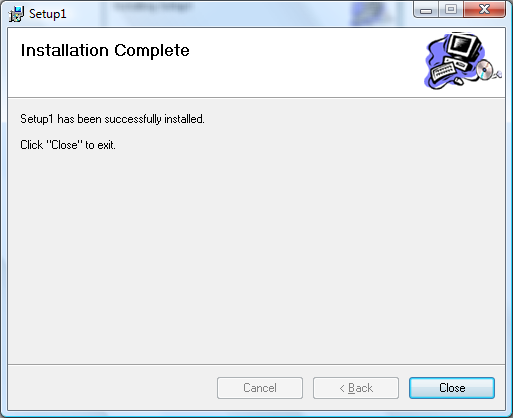 Setup1
Installation Complete
Setup1 has been successfully installed.
Click "Close" to exit.
Cancel
< Back
Close